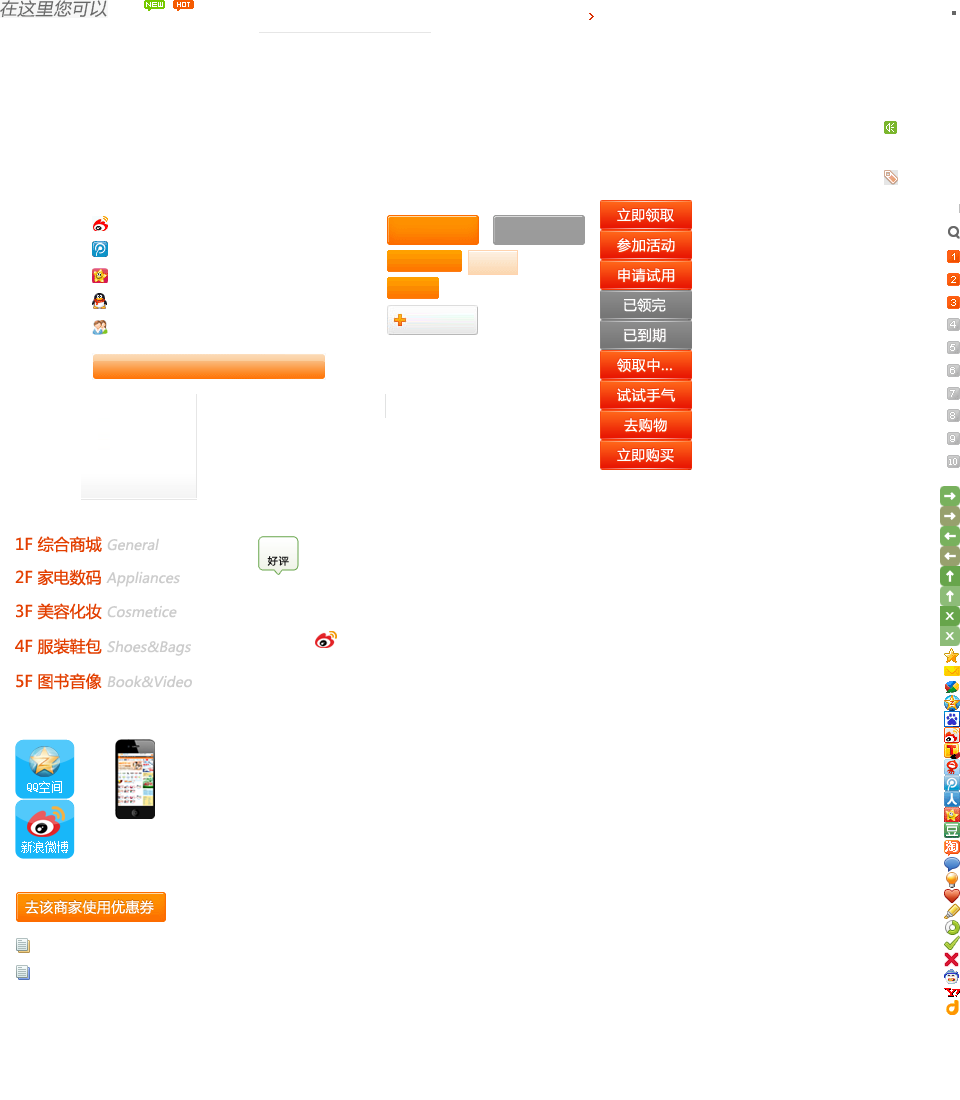 在这里您可以
NEW
HOT
立即领取
参加活动
申请试用
已领完
已到期
领取中...
试试手气
去购物
立即购买
1
2
3
4
5
6
7
8
9
10
1F 综合商城 General
2F 家电数码 Appliances
3F 美容化妆 Cosmetice
4F 服装鞋包 Shoes&Bags
5F 图书音像 Book&Video
好评
QQ空间
新浪微博
去该商家使用优惠券
人
豆
淘